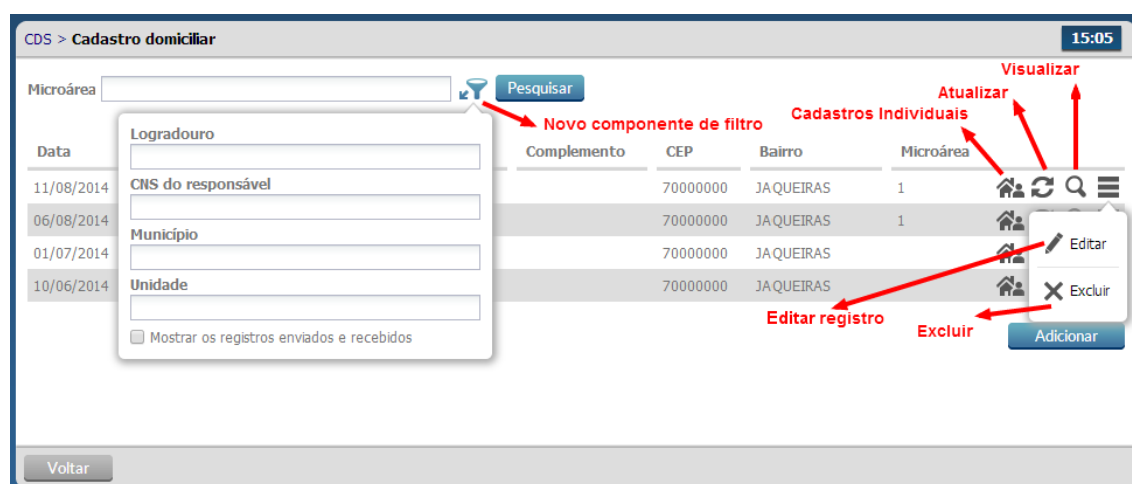 CDS > Cadastro domiciliar 15:05
Visualizar
Microárea Pesquisar Atualizar
Novo componente de filtro Cadastros Individuais
Logradouro
Data Complemento CEP Bairro Microárea
11/08/2014 CNS do responsável 70000000 JAQUEIRAS 1
06/08/2014 70000000 JAQUEIRAS 1
Município
Editar
01/07/2014 70000000 JAQUEIRAS
10/06/2014 Unidade 70000000 JAQUEIRAS
Excluir
Editar registro
Excluir
Mostrar os registros enviados e recebidos Adicionar
Voltar